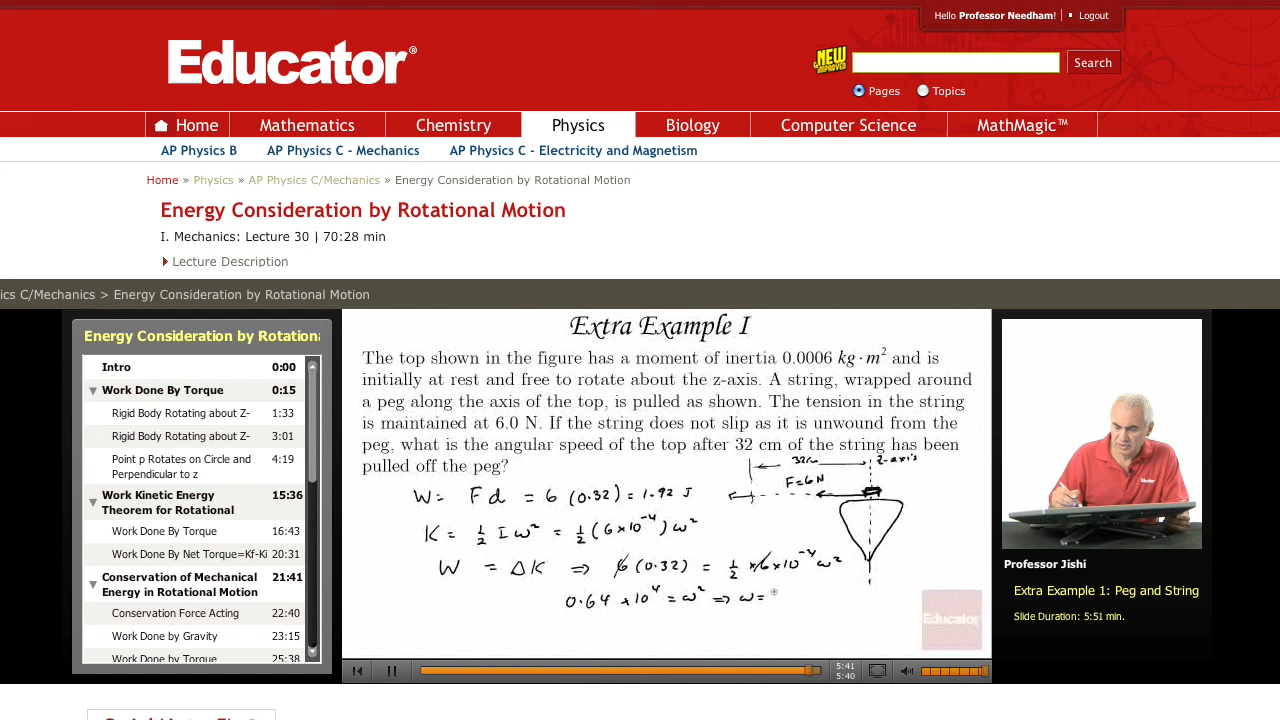 Hello Professor Needham! Logout
Educator®
NEW & IMPROVED
Search
Pages Topics
Home Mathematics Chemistry Physics Biology Computer Science MathMagic™
AP Physics B AP Physics C - Mechanics AP Physics C - Electricity and Magnetism
Home » Physics » AP Physics C/Mechanics » Energy Consideration by Rotational Motion
Energy Consideration by Rotational Motion
I. Mechanics: Lecture 30 | 70:28 min
Lecture Description
ics C/Mechanics > Energy Consideration by Rotational Motion
Energy Consideration by Rotationa
Intro 0:00
Work Done By Torque 0:15
Rigid Body Rotating about Z- 1:33
Rigid Body Rotating about Z- 3:01
Point p Rotates on Circle and 4:19
Perpendicular to z
Work Kinetic Energy 15:36
Theorem for Rotational
Work Done By Torque 16:43
Work Done By Net Torque=Kf-Ki 20:31
Conservation of Mechanical 21:41
Energy in Rotational Motion
Conservation Force Acting 22:40
Work Done by Gravity 23:15
Work Done by Torque 25:38
Extra Example I
The top shown in the figure has a moment of inertia 0.0006 kg · m² and is
initially at rest and free to rotate about the z-axis. A string, wrapped around
a peg along the axis of the top, is pulled as shown. The tension in the string
is maintained at 6.0 N. If the string does not slip as it is unwound from the
peg, what is the angular speed of the top after 32 cm of the string has been
pulled off the peg?
32cm z-axis
F=6N
W = Fd = 6 (0.32) = 1.92 J
K = ½ I ω² = ½ (6×10⁻⁴) ω²
W = ΔK ⇒ 6 (0.32) = ½ × 6×10⁻⁴ ω²
0.64 × 10⁴ = ω² ⇒ ω =
Educator
5:41
5:40
Professor Jishi
Extra Example 1: Peg and String
Slide Duration: 5:51 min.